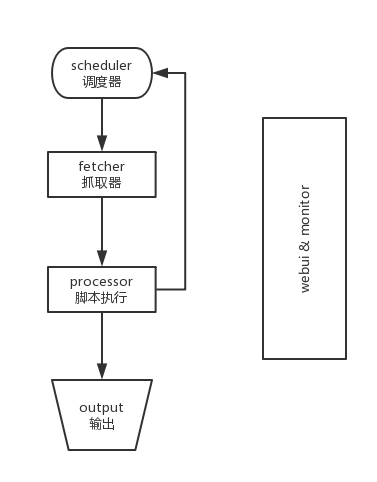 scheduler
调度器
fetcher
抓取器
processor
脚本执行
output
输出
webui & monitor